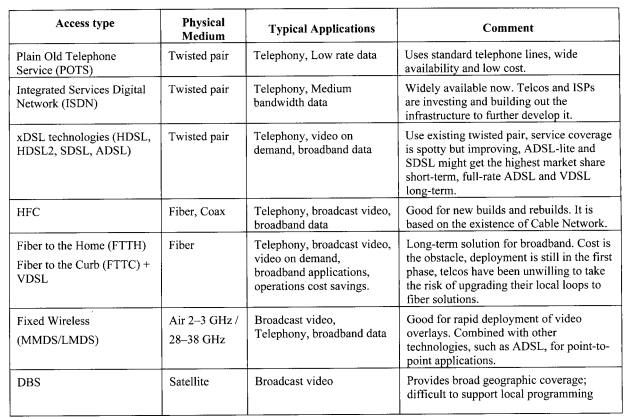 Access type
Physical
Medium
Typical Applications
Comment
Plain Old Telephone
Service (POTS)
Twisted pair
Telephony, Low rate data
Uses standard telephone lines, wide
availability and low cost.
Integrated Services Digital
Network (ISDN)
Twisted pair
Telephony, Medium
bandwidth data
Widely available now. Telcos and ISPs
are investing and building out the
infrastructure to further develop it.
xDSL technologies (HDSL,
HDSL2, SDSL, ADSL)
Twisted pair
Telephony, video on
demand, broadband data
Use existing twisted pair, service coverage
is spotty but improving, ADSL-lite and
SDSL might get the highest market share
short-term, full-rate ADSL and VDSL
long-term.
HFC
Fiber, Coax
Telephony, broadcast video,
broadband data
Good for new builds and rebuilds. It is
based on the existence of Cable Network.
Fiber to the Home (FTTH)
Fiber to the Curb (FTTC) +
VDSL
Fiber
Telephony, broadcast video,
video on demand,
broadband applications,
operations cost savings.
Long-term solution for broadband. Cost is
the obstacle, deployment is still in the first
phase, telcos have been unwilling to take
the risk of upgrading their local loops to
fiber solutions.
Fixed Wireless
(MMDS/LMDS)
Air 2–3 GHz /
28–38 GHz
Broadcast video,
Telephony, broadband data
Good for rapid deployment of video
overlays. Combined with other
technologies, such as ADSL, for point-to-
point applications.
DBS
Satellite
Broadcast video
Provides broad geographic coverage;
difficult to support local programming